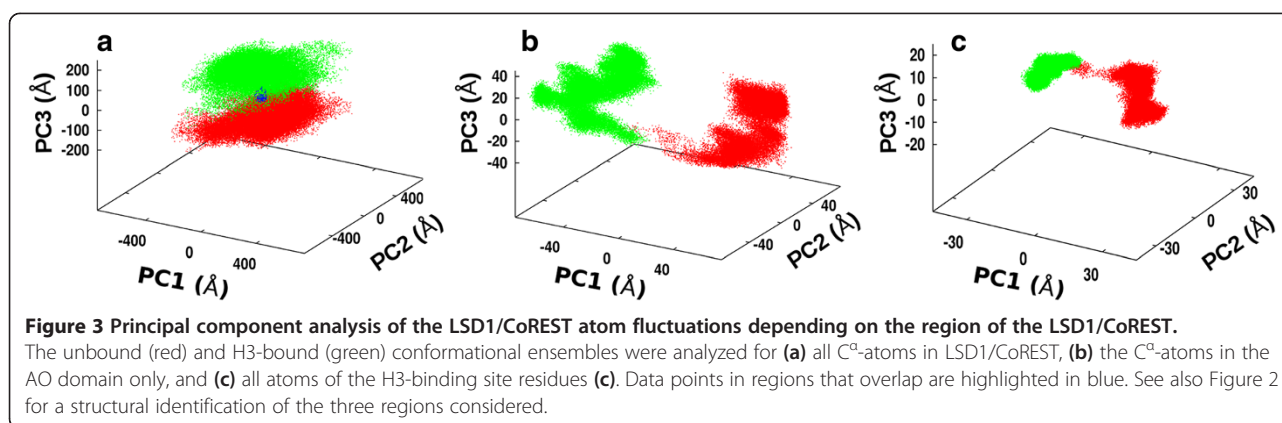 a
b
c
PC3 (Å)
200
100
0
-100
-200
-400
0
400
PC1 (Å)
-400
0
400
PC2 (Å)
PC3 (Å)
40
20
0
-20
-40
-40
0
40
PC1 (Å)
-40
0
40
PC2 (Å)
PC3 (Å)
20
10
0
-10
-20
-30
0
30
PC1 (Å)
-30
0
30
PC2 (Å)
Figure 3 Principal component analysis of the LSD1/CoREST atom fluctuations depending on the region of the LSD1/CoREST.
The unbound (red) and H3-bound (green) conformational ensembles were analyzed for (a) all Cα-atoms in LSD1/CoREST, (b) the Cα-atoms in the
AO domain only, and (c) all atoms of the H3-binding site residues (c). Data points in regions that overlap are highlighted in blue. See also Figure 2
for a structural identification of the three regions considered.